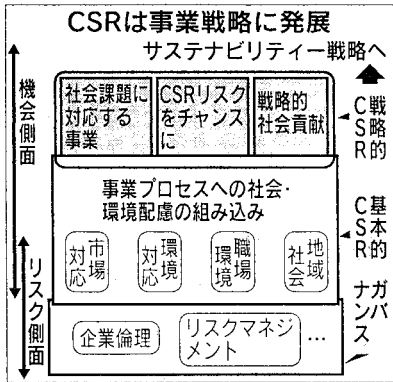 CSRは事業戦略に発展
サステナビリティー戦略へ
機会側面
社会課題に
対応する
事業
CSRリスク
をチャンス
に
戦略的
社会貢献
戦略的
CSR
事業プロセスへの社会・
環境配慮の組み込み
市場
対応
環境
対応
職場
環境
地域
社会
基本的
CSR
リスク側面
企業倫理
リスクマネジ
メント
…
ガバ
ナンス